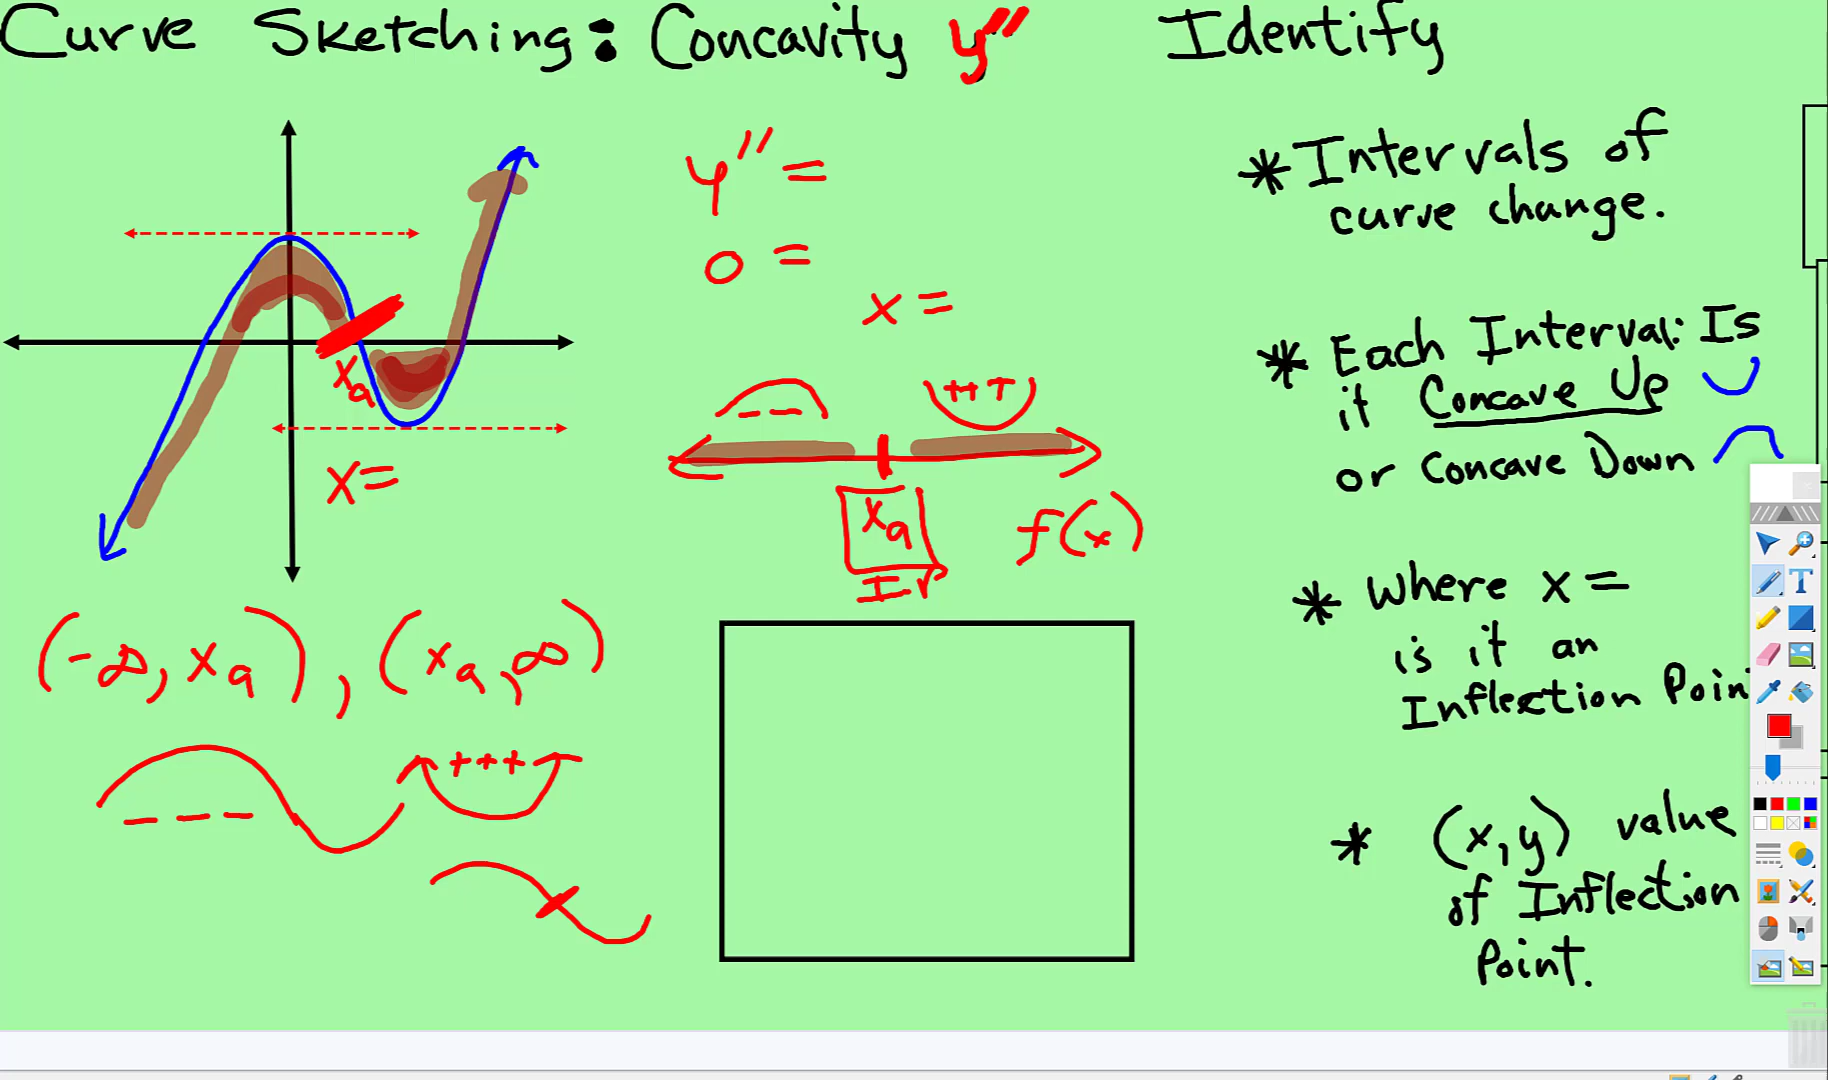 Curve Sketching: Concavity y'' Identify
y'' =
0 =
x =
xa
x =
- - -
+++
xa
IP
f(x)
(-∞, xa), (xa, ∞)
- - -
+++
* Intervals of
curve change.
* Each Interval: Is
it Concave Up
or Concave Down
* Where x =
is it an
Inflection Poin
* (x, y) value
of Inflection
Point.
T